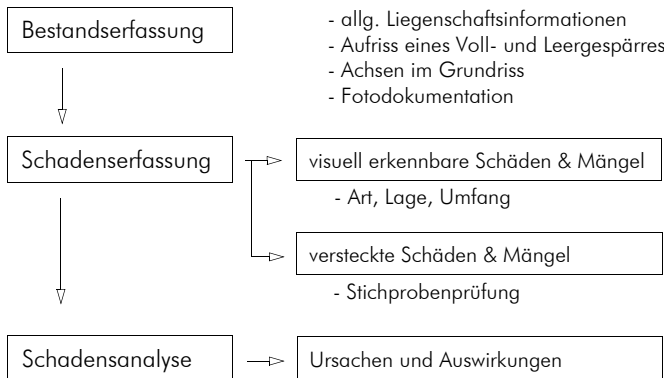 Bestandserfassung
- allg. Liegenschaftsinformationen
- Aufriss eines Voll- und Leergespärres
- Achsen im Grundriss
- Fotodokumentation
Schadenserfassung
visuell erkennbare Schäden & Mängel
- Art, Lage, Umfang
versteckte Schäden & Mängel
- Stichprobenprüfung
Schadensanalyse
Ursachen und Auswirkungen